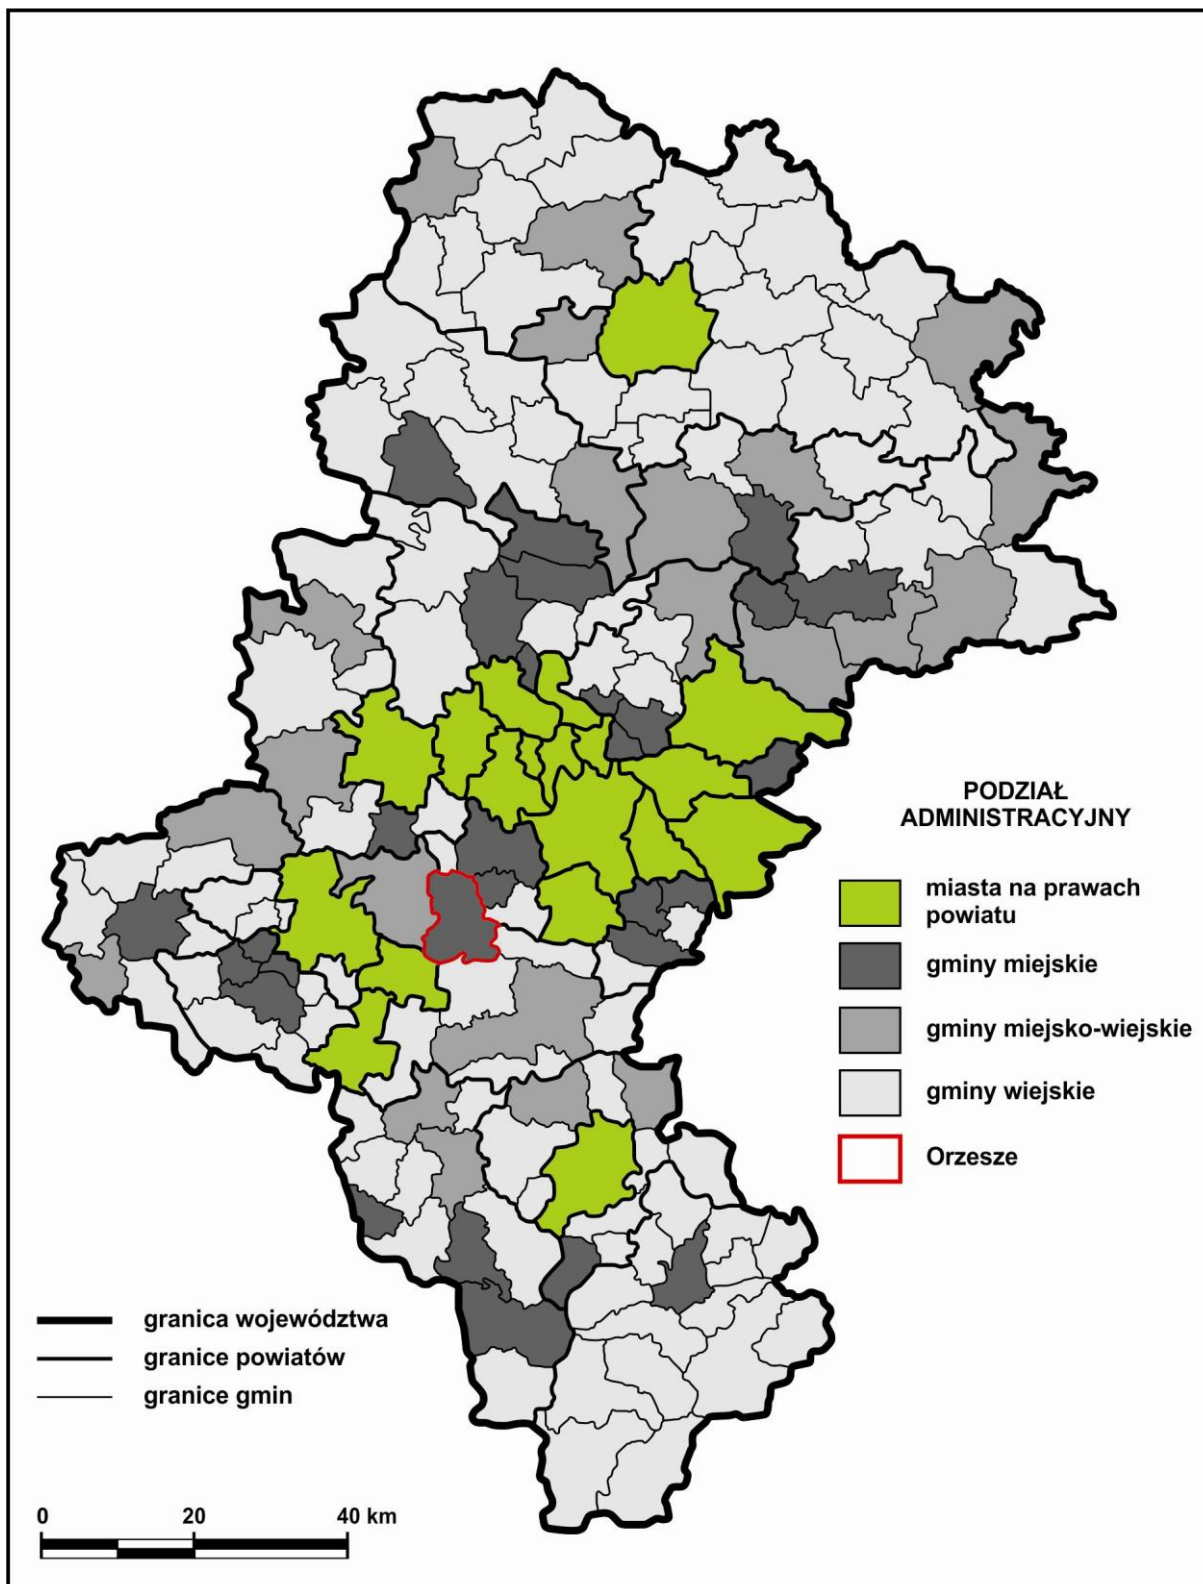 PODZIAŁ
ADMINISTRACYJNY
miasta na prawach
powiatu
gminy miejskie
gminy miejsko-wiejskie
gminy wiejskie
Orzesze
granica województwa
granice powiatów
granice gmin
0 20 40 km